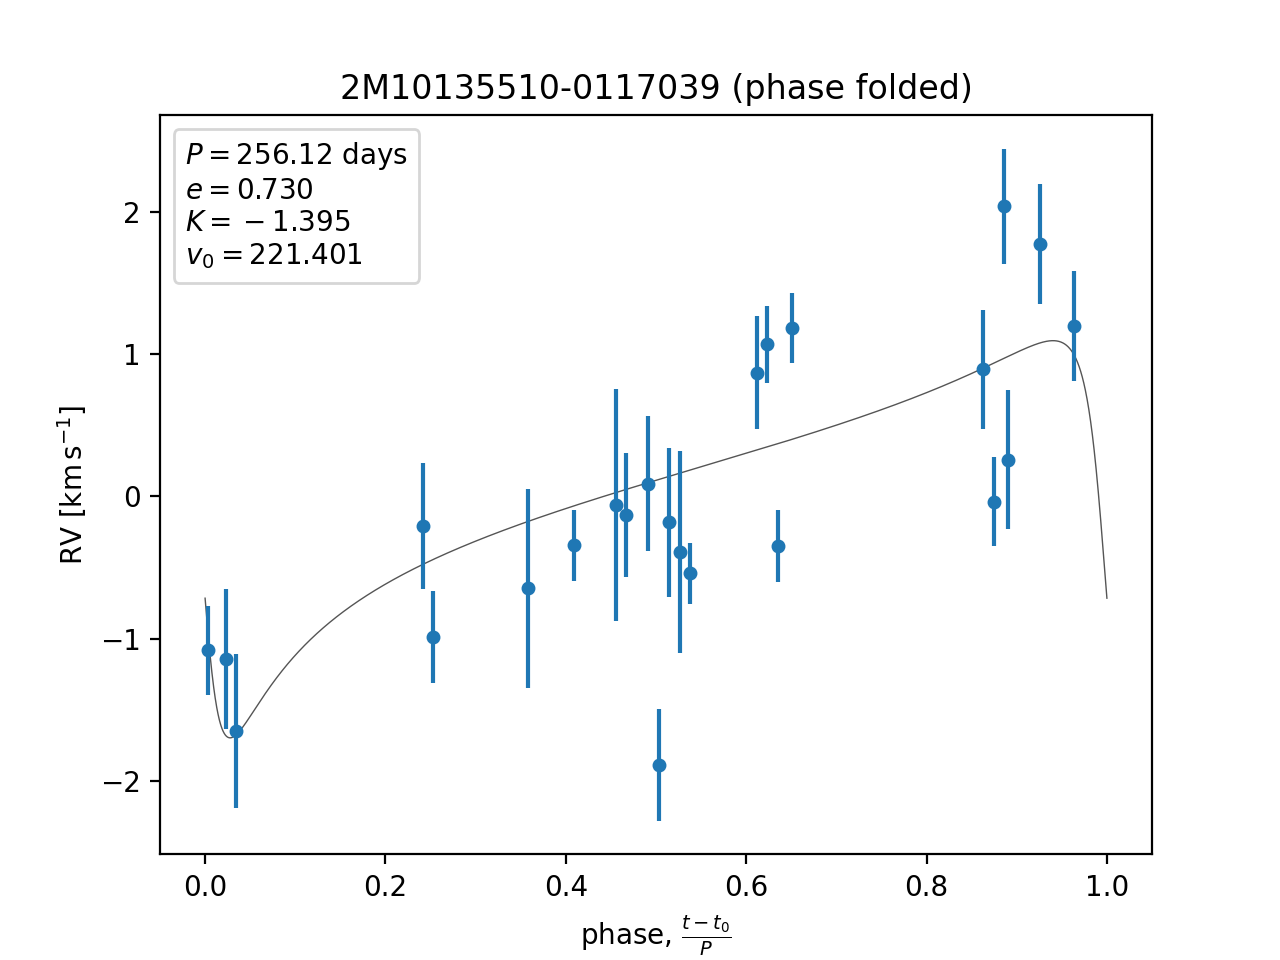 2M10135510-0117039 (phase folded)
P = 256.12 days
e = 0.730
K = −1.395
v₀ = 221.401
RV [km s⁻¹]
2
1
0
−1
−2
0.0 0.2 0.4 0.6 0.8 1.0
phase, (t − t₀)/P